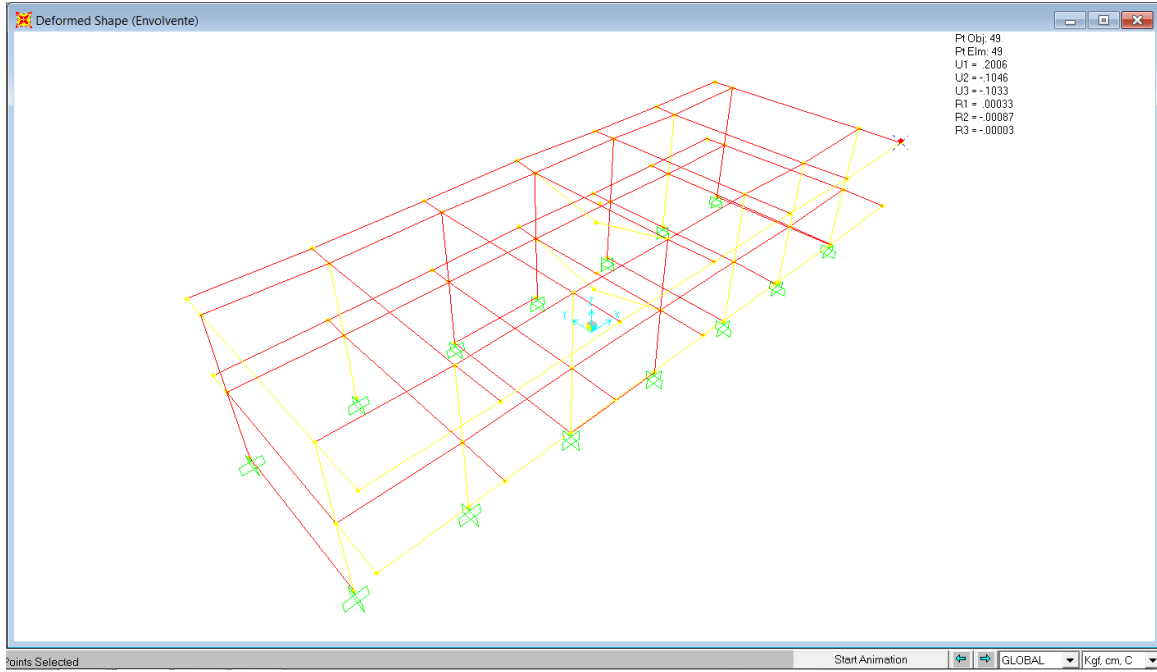 Deformed Shape (Envolvente)
Pt Obj: 49
Pt Elm: 49
U1 = .2006
U2 = -.1046
U3 = -.1033
R1 = .00033
R2 = -.00087
R3 = -.00003
Z
Y
Points Selected
Start Animation
GLOBAL
Kgf, cm, C